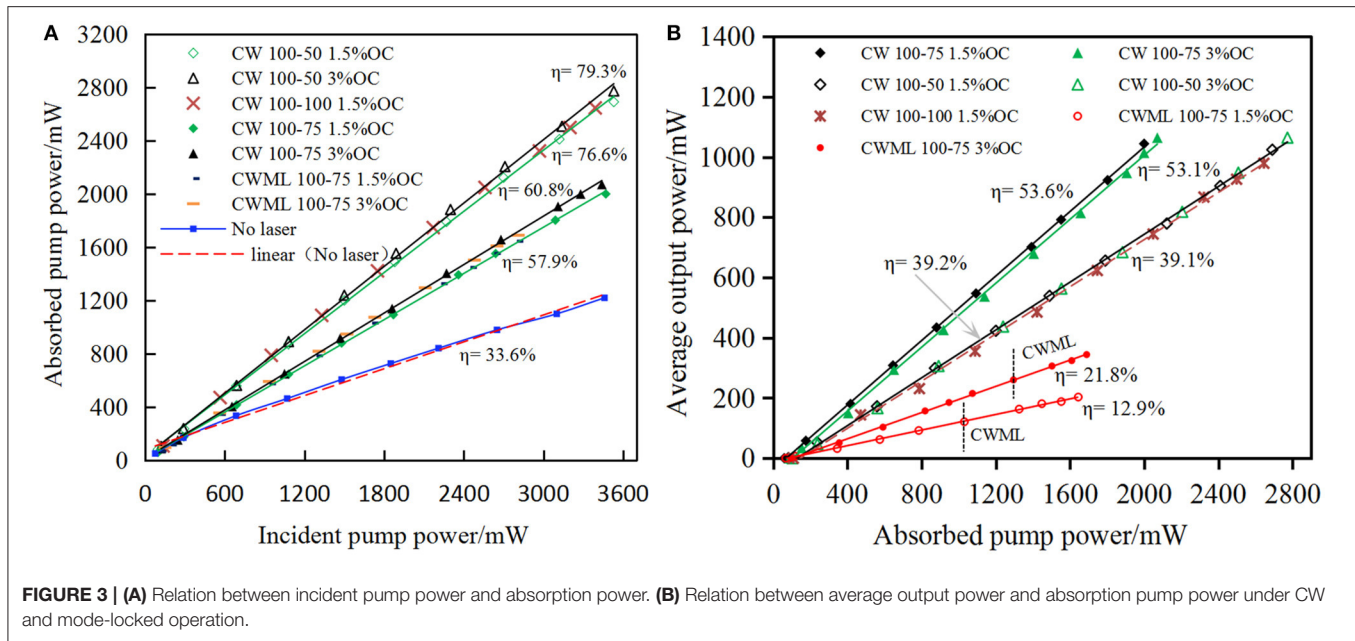 A
3200
2800
2400
2000
1600
1200
800
400
0
0
600
1200
1800
2400
3000
3600
Absorbed pump power/mW
Incident pump power/mW
CW 100-50 1.5%OC
CW 100-50 3%OC
CW 100-100 1.5%OC
CW 100-75 1.5%OC
CW 100-75 3%OC
CWML 100-75 1.5%OC
CWML 100-75 3%OC
No laser
linear（No laser）
η= 79.3%
η= 76.6%
η= 60.8%
η= 57.9%
η= 33.6%
B
1400
1200
1000
800
600
400
200
0
0
400
800
1200
1600
2000
2400
2800
Average output power/mW
Absorbed pump power/mW
CW 100-75 1.5%OC
CW 100-75 3%OC
CW 100-50 1.5%OC
CW 100-50 3%OC
CW 100-100 1.5%OC
CWML 100-75 1.5%OC
CWML 100-75 3%OC
η= 53.6%
η= 53.1%
η= 39.2%
η= 39.1%
CWML
η= 21.8%
CWML
η= 12.9%
FIGURE 3 | (A) Relation between incident pump power and absorption power. (B) Relation between average output power and absorption pump power under CW
and mode-locked operation.